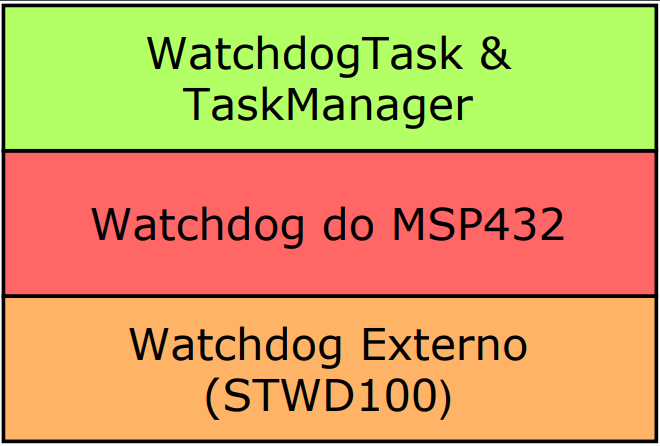 WatchdogTask &
TaskManager
Watchdog do MSP432
Watchdog Externo
(STWD100)